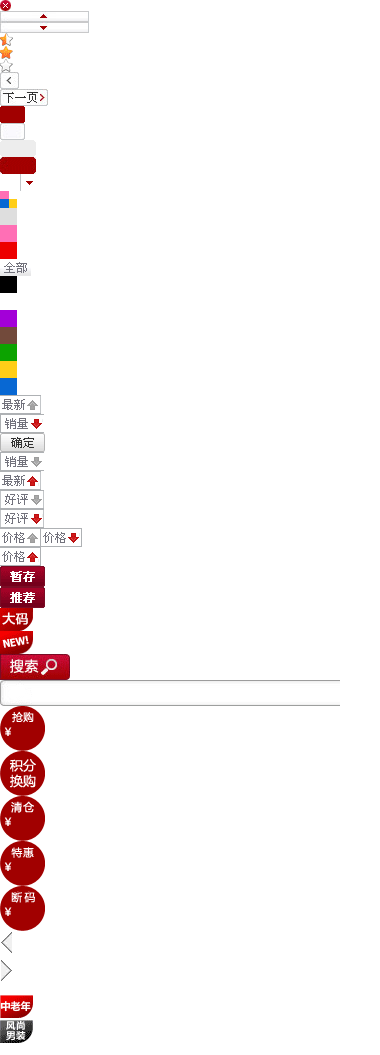 下一页
全部
最新
销量
确定
销量
最新
好评
好评
价格 价格
价格
暂存
推荐
大码
NEW!
搜索
抢购
¥
积分
换购
清仓
¥
特惠
¥
断码
¥
中老年
风尚
男装